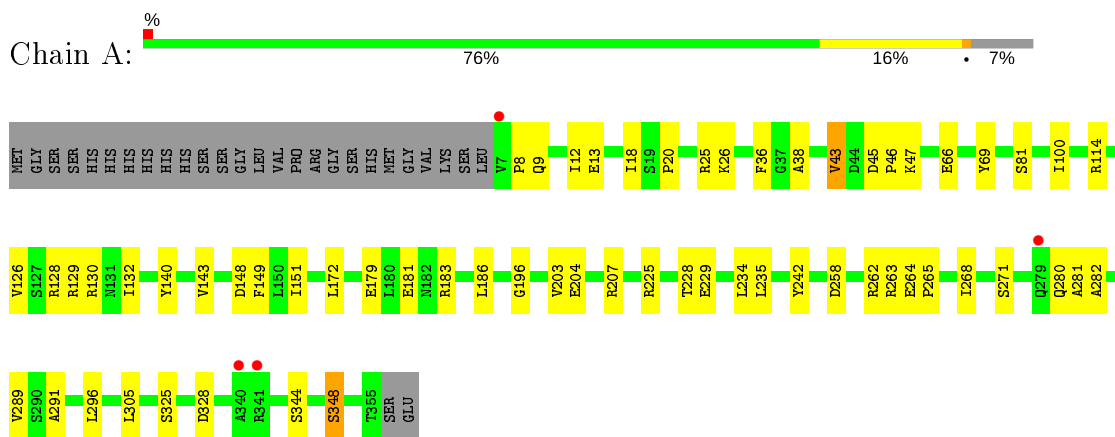 %
Chain A:
76% 16% • 7%
MET GLY SER SER HIS HIS HIS HIS HIS HIS SER SER GLY LEU VAL PRO ARG GLY SER HIS MET GLY VAL LYS SER LEU V7 P8 Q9 I12 E13 I18 S19 P20 R25 K26 F36 G37 A38 V43 D44 D45 P46 K47 E66 Y69 S81 I100 R114
V126 S127 R128 R129 R130 N131 I132 Y140 V143 D148 F149 L150 I151 L172 E179 L180 E181 N182 R183 L186 G196 V203 E204 R207 R225 T228 E229 L234 L235 Y242 D258 R262 R263 E264 P265 I268 S271 Q279 Q280 A281 A282
V289 S290 A291 L296 L305 S325 D328 A340 R341 S344 S348 T355 SER GLU